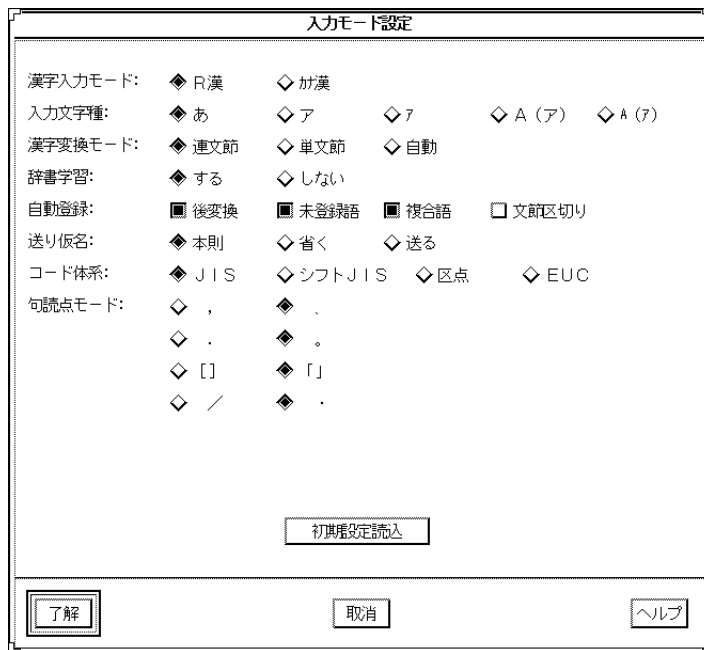 入力モード設定
漢字入力モード: R漢 カナ漢
入力文字種: あ ア ｱ A(ア) A(ｱ)
漢字変換モード: 連文節 単文節 自動
辞書学習: する しない
自動登録: 後変換 未登録語 複合語 文節区切り
送り仮名: 本則 省く 送る
コード体系: JIS シフトJIS 区点 EUC
句読点モード: , 、
. 。
[] 「」
／ ・
初期設定読込
了解 取消 ヘルプ